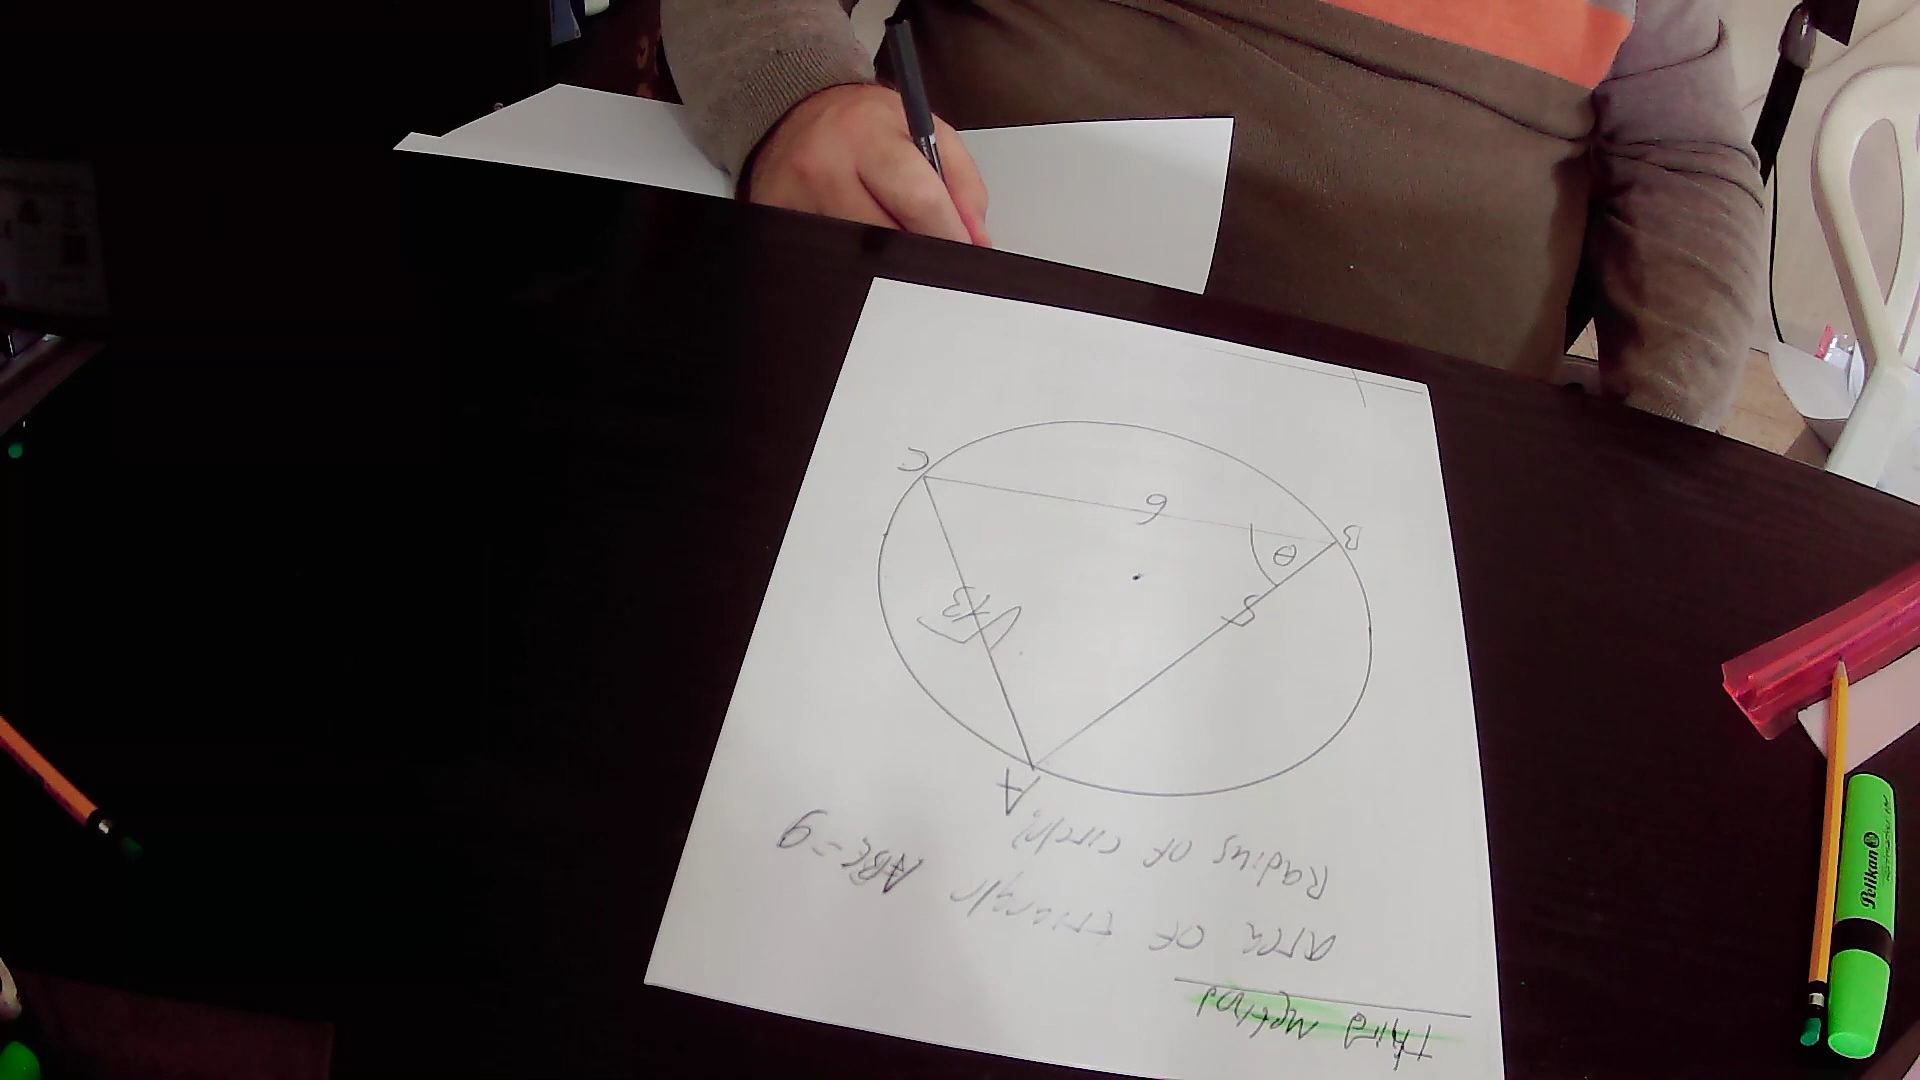 third method
area of triangle ABC = 9
Radius of circle?
A
5
√13
θ
B
6
C
Pelikan